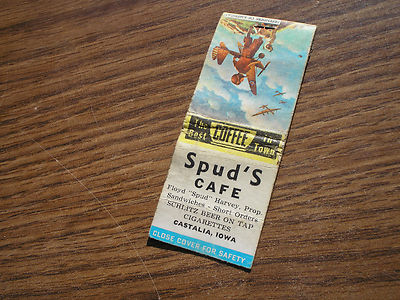 The Best COFFEE In Town
Spud'S
CAFE
Floyd "Spud" Harvey, Prop.
Sandwiches - Short Orders
SCHLITZ BEER ON TAP
CIGARETTES
CASTALIA, IOWA
CLOSE COVER FOR SAFETY